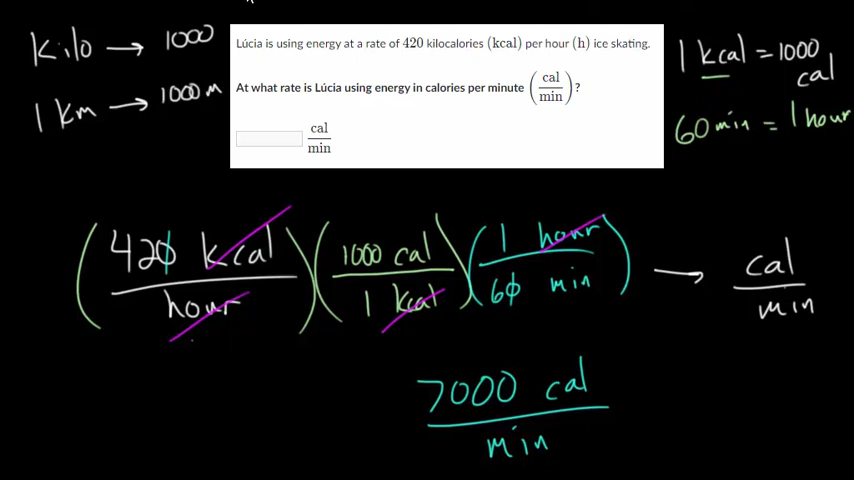 Kilo → 1000
1 Km → 1000 m
Lúcia is using energy at a rate of 420 kilocalories (kcal) per hour (h) ice skating.
At what rate is Lúcia using energy in calories per minute (cal/min)?
cal/min
1 kcal = 1000 cal
60 min = 1 hour
(420 kcal/hour)(1000 cal/1 kcal)(1 hour/60 min) → cal/min
7000 cal/min